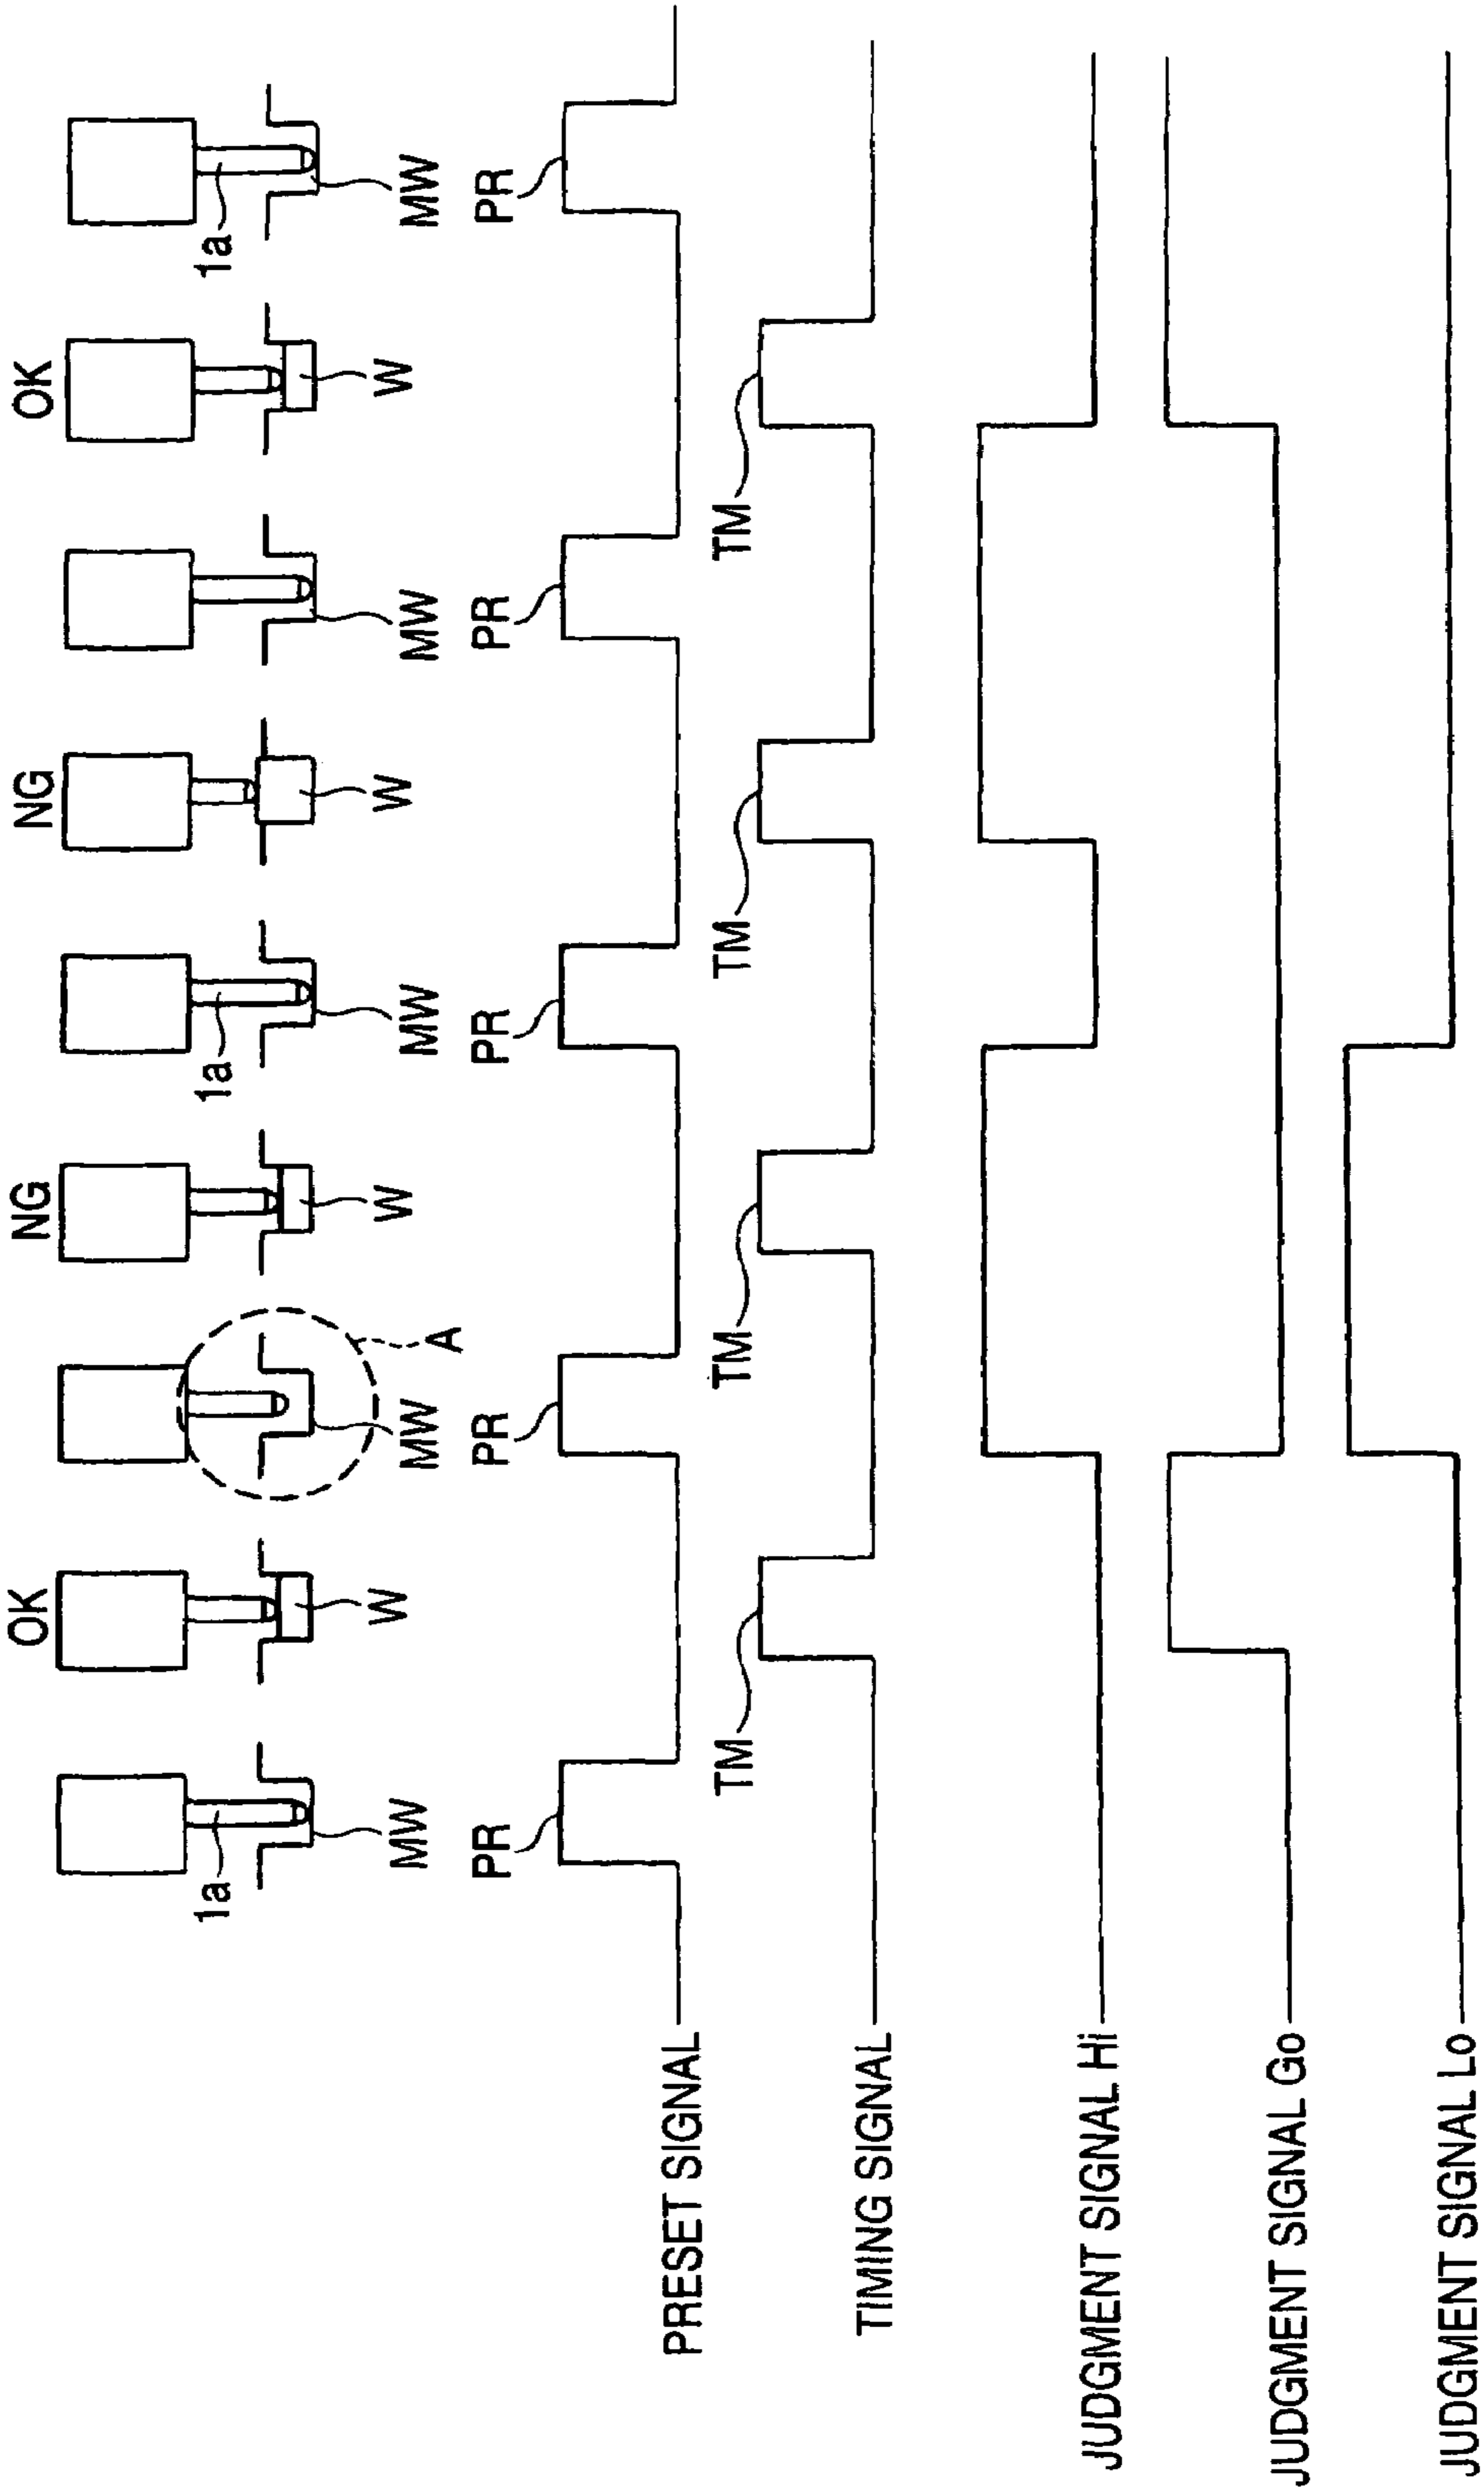 OK NG NG OK
1a 1a 1a
W W W W
MW MW MW MW MW
A
PR PR PR PR PR
PRESET SIGNAL
TM TM TM TM
TIMING SIGNAL
JUDGMENT SIGNAL Hi
JUDGMENT SIGNAL Go
JUDGMENT SIGNAL Lo